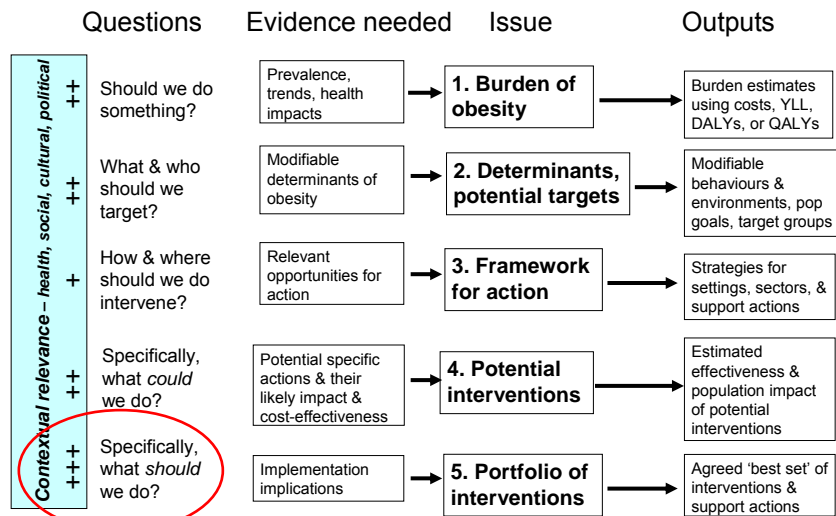 Questions
Evidence needed
Issue
Outputs
Contextual relevance – health, social, cultural, political
++
Should we do
something?
Prevalence,
trends, health
impacts
1. Burden of
obesity
Burden estimates
using costs, YLL,
DALYs, or QALYs
++
What & who
should we
target?
Modifiable
determinants of
obesity
2. Determinants,
potential targets
Modifiable
behaviours &
environments, pop
goals, target groups
+
How & where
should we do
intervene?
Relevant
opportunities for
action
3. Framework
for action
Strategies for
settings, sectors, &
support actions
++
Specifically,
what could
we do?
Potential specific
actions & their
likely impact &
cost-effectiveness
4. Potential
interventions
Estimated
effectiveness &
population impact
of potential
interventions
+++
Specifically,
what should
we do?
Implementation
implications
5. Portfolio of
interventions
Agreed ‘best set’ of
interventions &
support actions